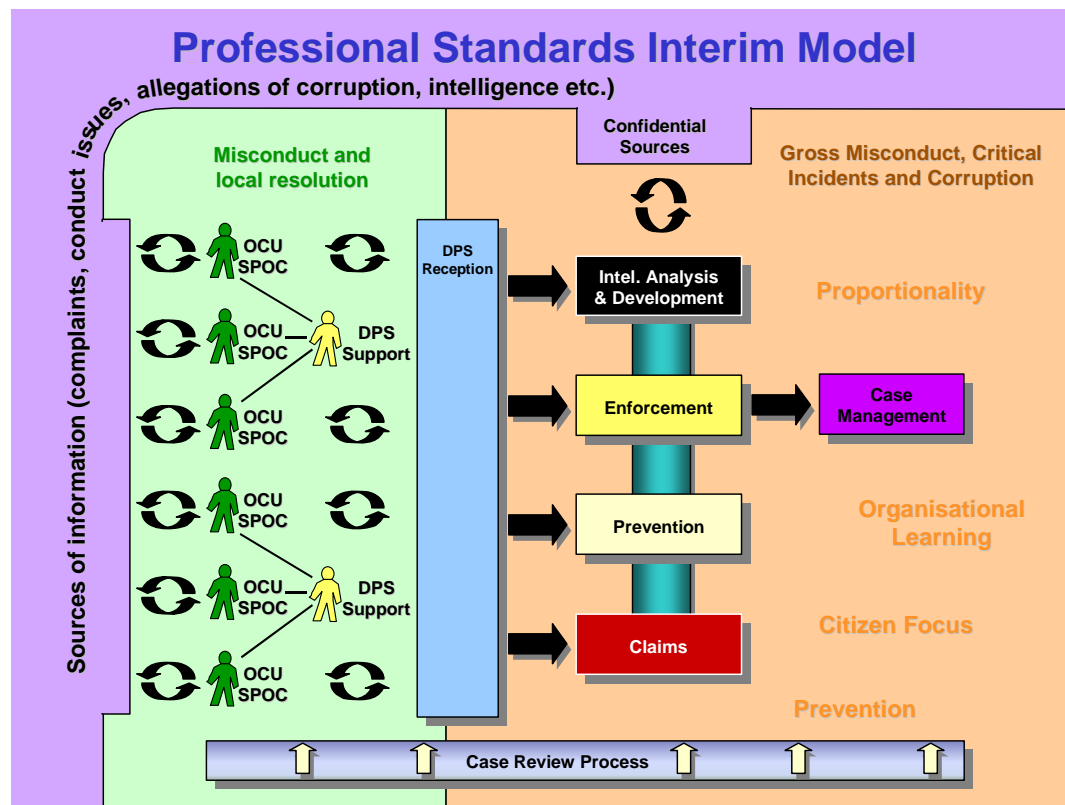 Professional Standards Interim Model
Sources of information (complaints, conduct issues, allegations of corruption, intelligence etc.)
Misconduct and
local resolution
Confidential
Sources
Gross Misconduct, Critical
Incidents and Corruption
OCU
SPOC
OCU
SPOC
OCU
SPOC
DPS
Support
OCU
SPOC
OCU
SPOC
OCU
SPOC
DPS
Support
DPS
Reception
Intel. Analysis
& Development
Enforcement
Prevention
Claims
Case
Management
Proportionality
Organisational
Learning
Citizen Focus
Prevention
Case Review Process